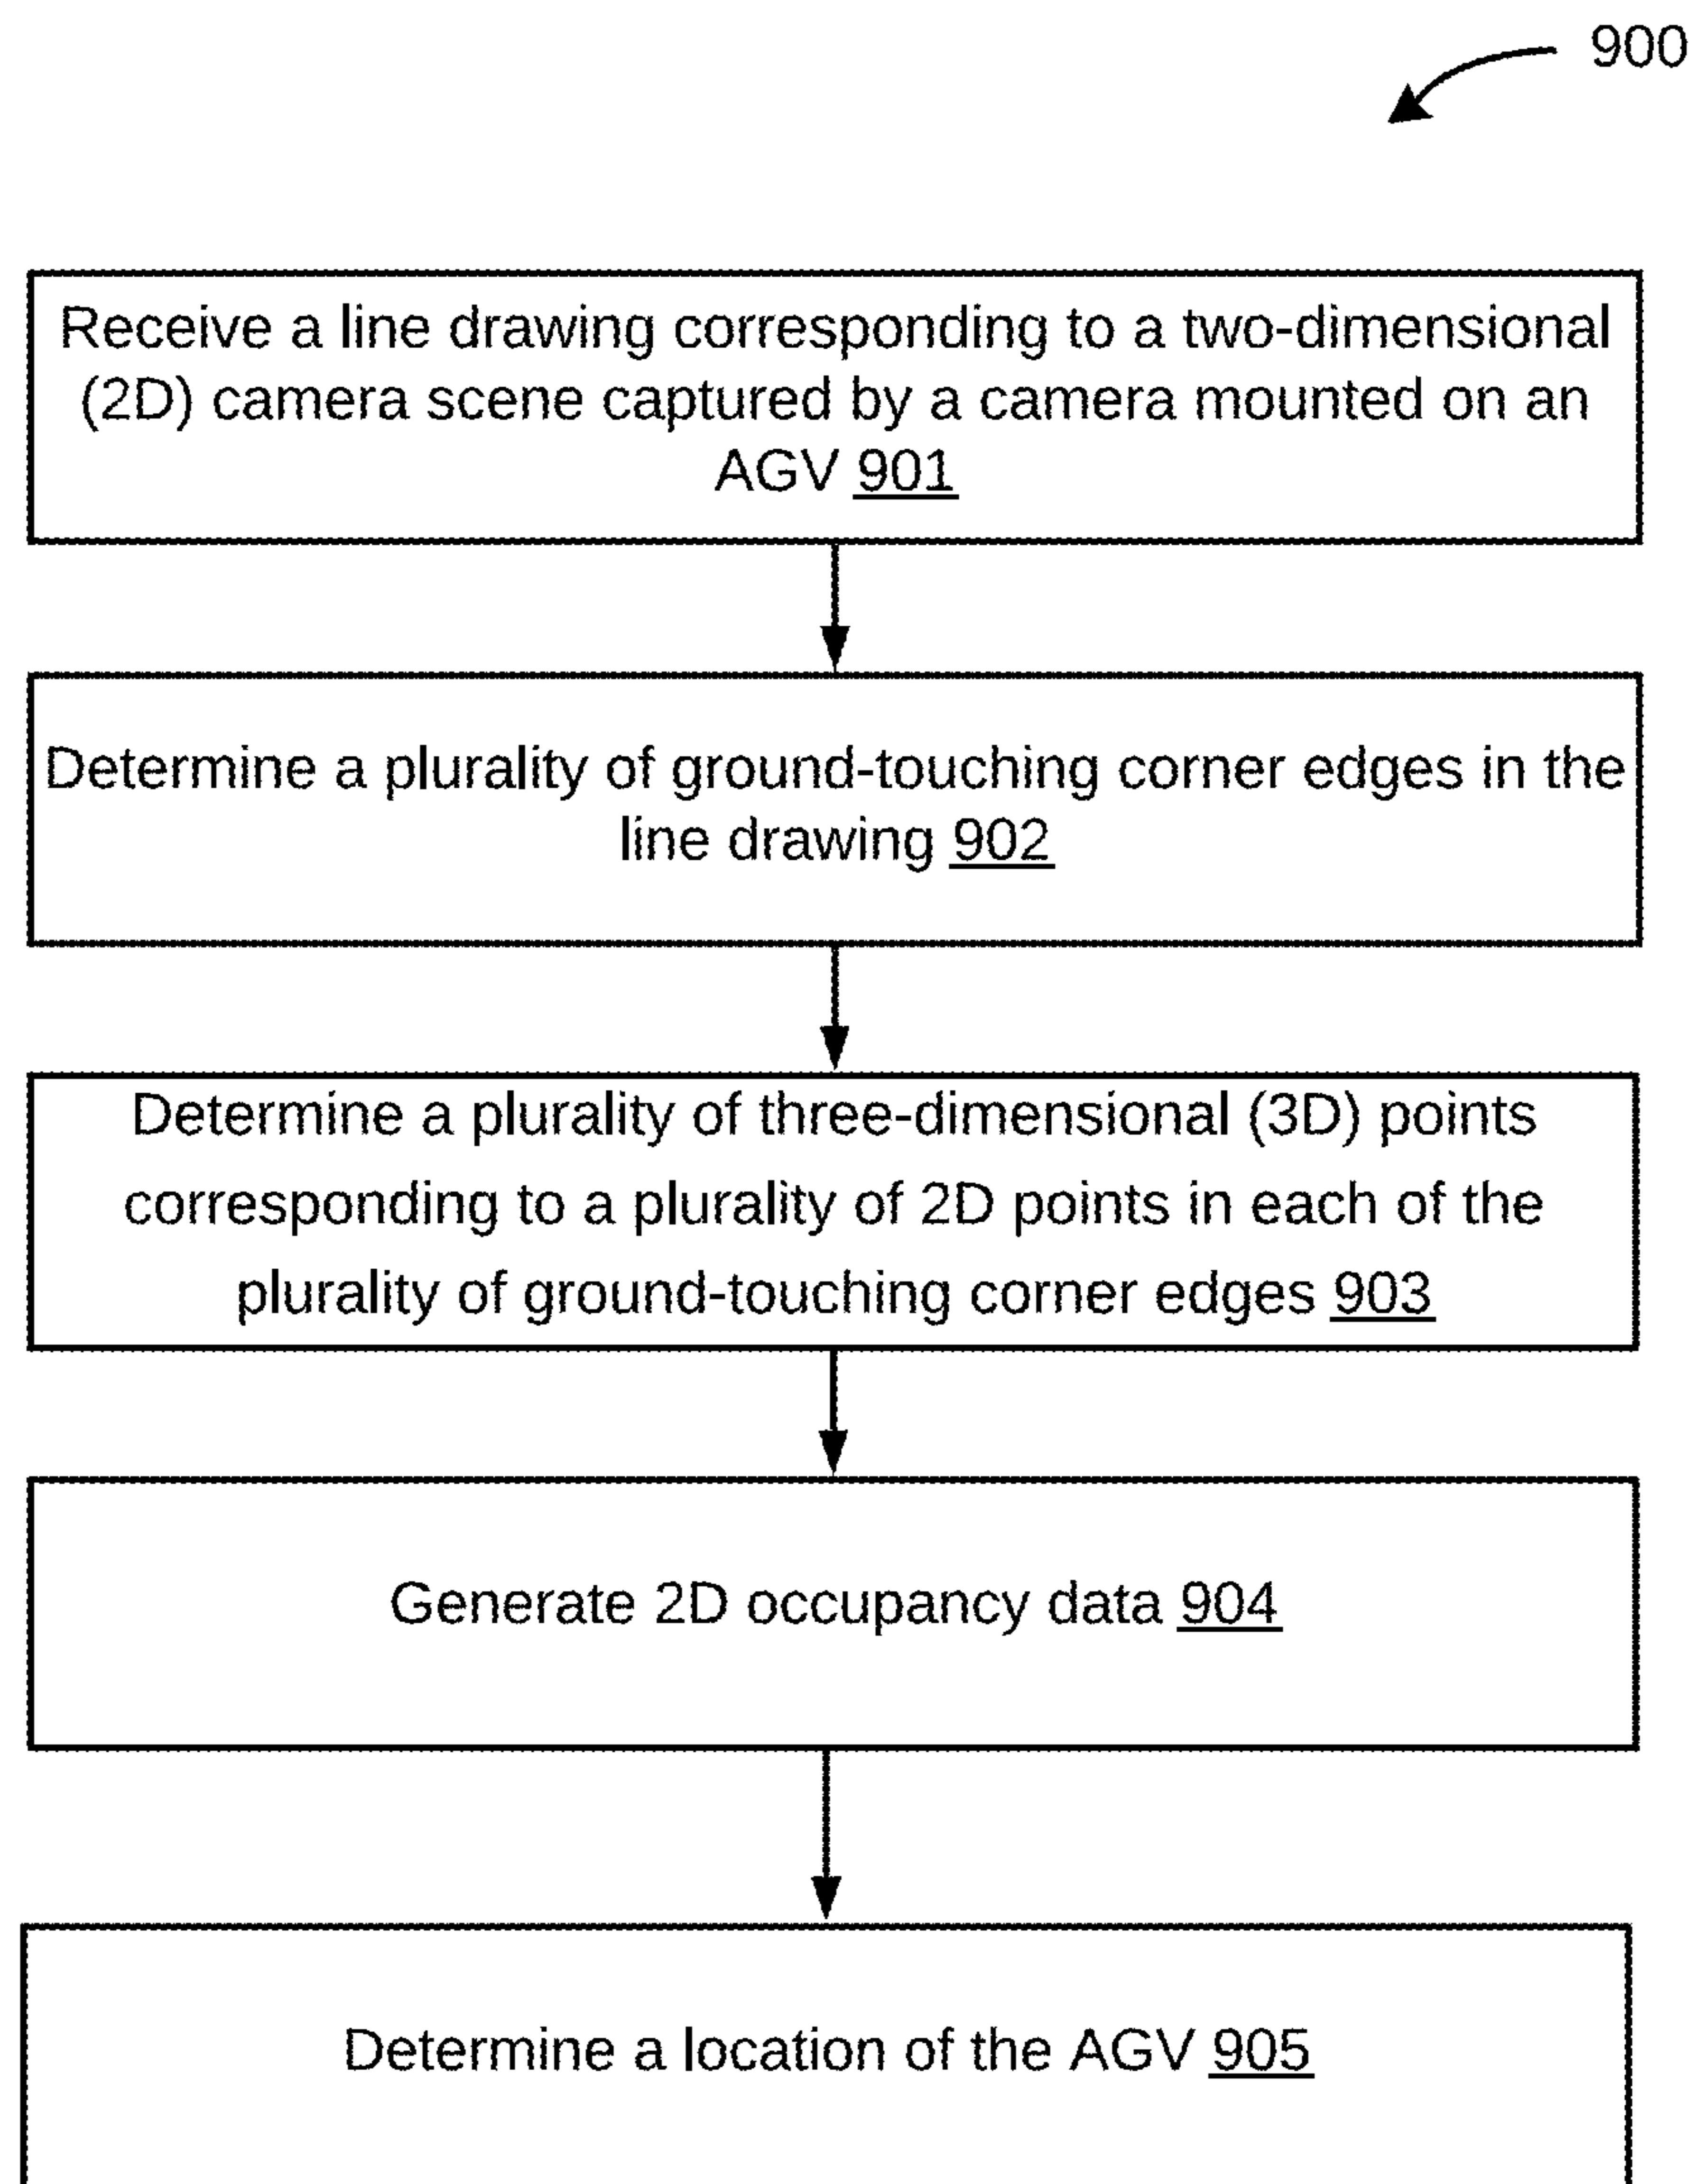 900
Receive a line drawing corresponding to a two-dimensional
(2D) camera scene captured by a camera mounted on an
AGV 901
Determine a plurality of ground-touching corner edges in the
line drawing 902
Determine a plurality of three-dimensional (3D) points
corresponding to a plurality of 2D points in each of the
plurality of ground-touching corner edges 903
Generate 2D occupancy data 904
Determine a location of the AGV 905